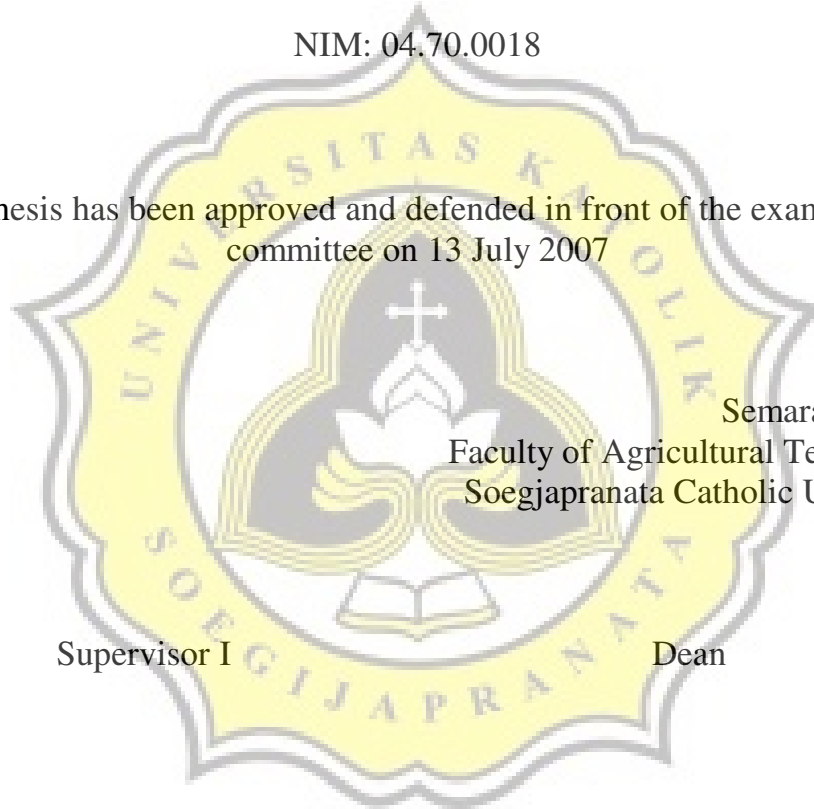 NIM: 04.70.0018
UNIVERSITAS KATOLIK
hesis has been approved and defended in front of the exam
committee on 13 July 2007
Semara
Faculty of Agricultural Te
Soegjapranata Catholic U
SOEGIJAPRANATA
Supervisor I
Dean